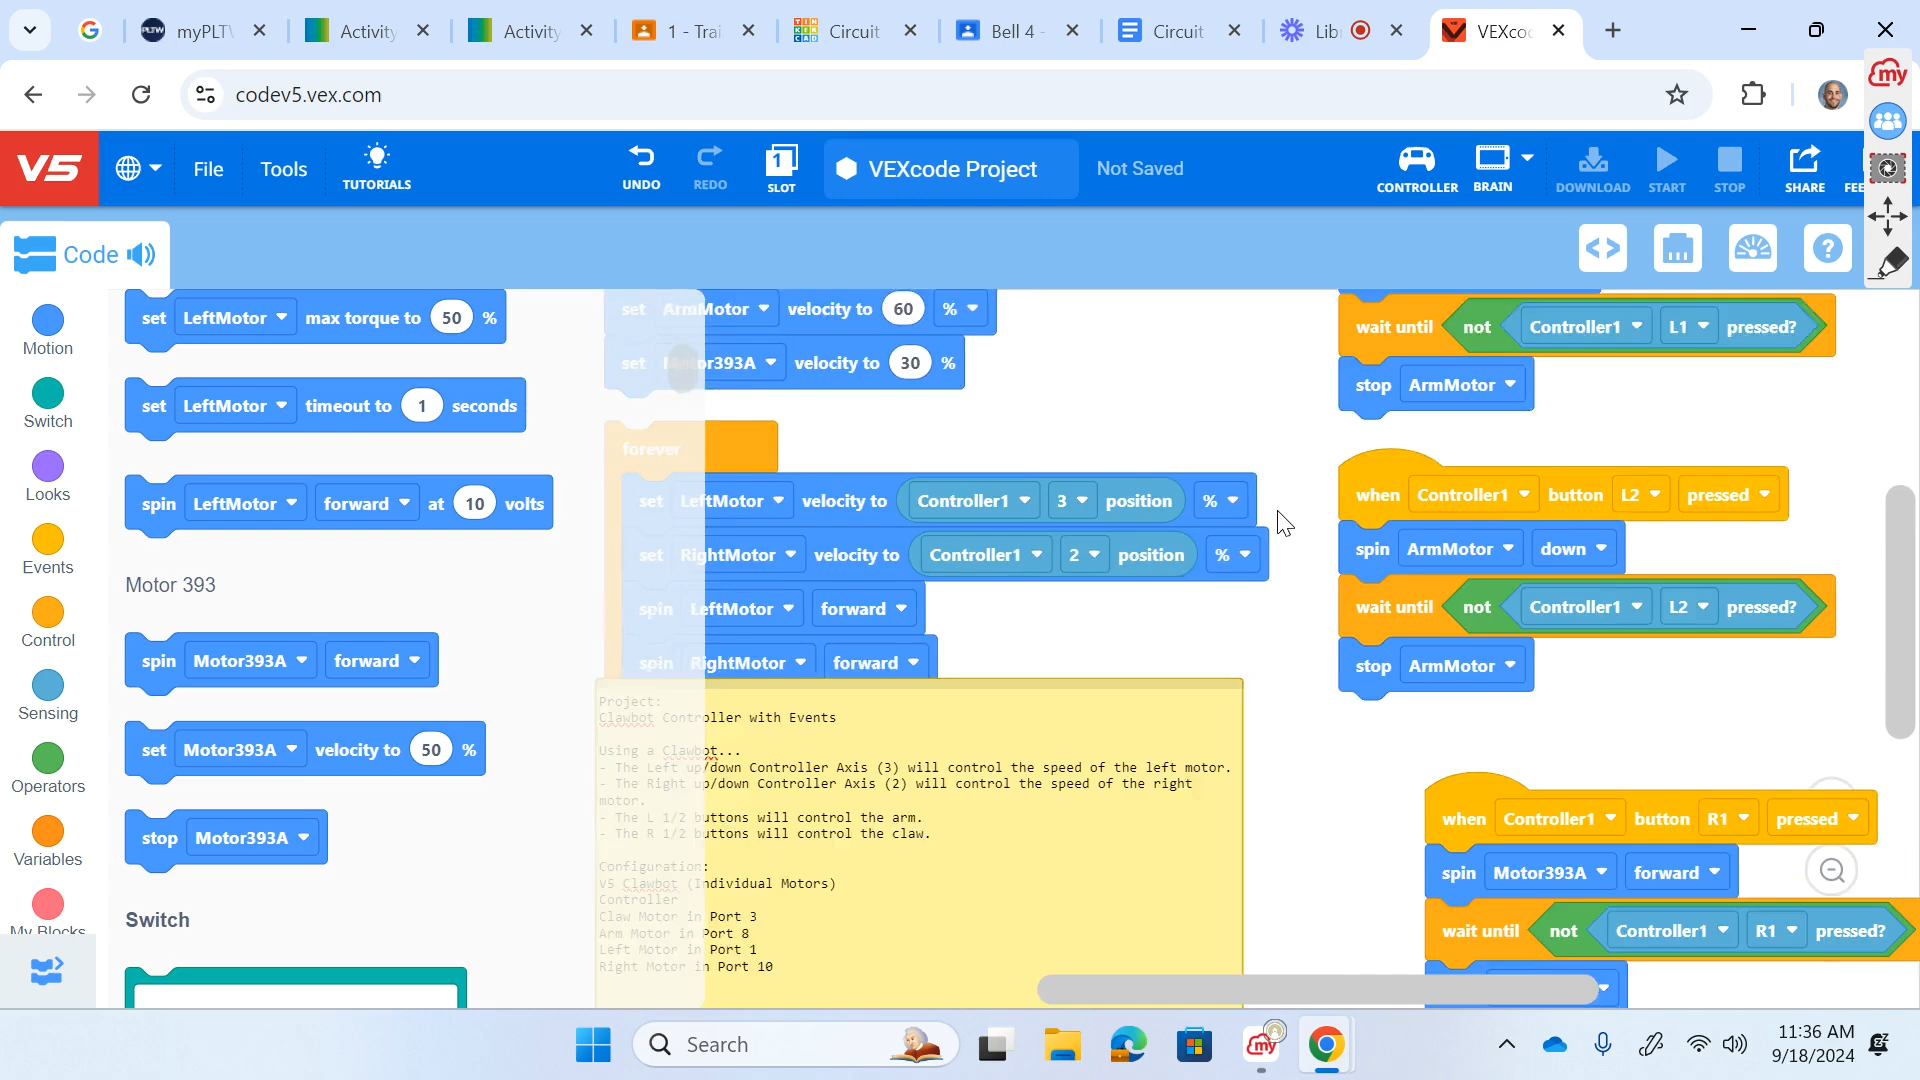 myPLTW
Activity
Activity
1 - Trai
Circuit
Bell 4 -
Circuit
Lib
VEXcoc
codev5.vex.com
my
V5
File
Tools
TUTORIALS
UNDO
REDO
1
SLOT
VEXcode Project
Not Saved
CONTROLLER
BRAIN
DOWNLOAD
START
STOP
SHARE
FEE
Code
Motion
Switch
Looks
Events
Control
Sensing
Operators
Variables
My Blocks
set LeftMotor max torque to 50 %
set LeftMotor timeout to 1 seconds
spin LeftMotor forward at 10 volts
Motor 393
spin Motor393A forward
set Motor393A velocity to 50 %
stop Motor393A
Switch
set ArmMotor velocity to 60 %
set Motor393A velocity to 30 %
forever
set LeftMotor velocity to Controller1 3 position %
set RightMotor velocity to Controller1 2 position %
spin LeftMotor forward
spin RightMotor forward
Project:
Clawbot Controller with Events
Using a Clawbot...
- The Left up/down Controller Axis (3) will control the speed of the left motor.
- The Right up/down Controller Axis (2) will control the speed of the right
motor.
- The L 1/2 buttons will control the arm.
- The R 1/2 buttons will control the claw.
Configuration:
V5 Clawbot (Individual Motors)
Controller
Claw Motor in Port 3
Arm Motor in Port 8
Left Motor in Port 1
Right Motor in Port 10
wait until not Controller1 L1 pressed?
stop ArmMotor
when Controller1 button L2 pressed
spin ArmMotor down
wait until not Controller1 L2 pressed?
stop ArmMotor
when Controller1 button R1 pressed
spin Motor393A forward
wait until not Controller1 R1 pressed?
Search
my
11:36 AM
9/18/2024